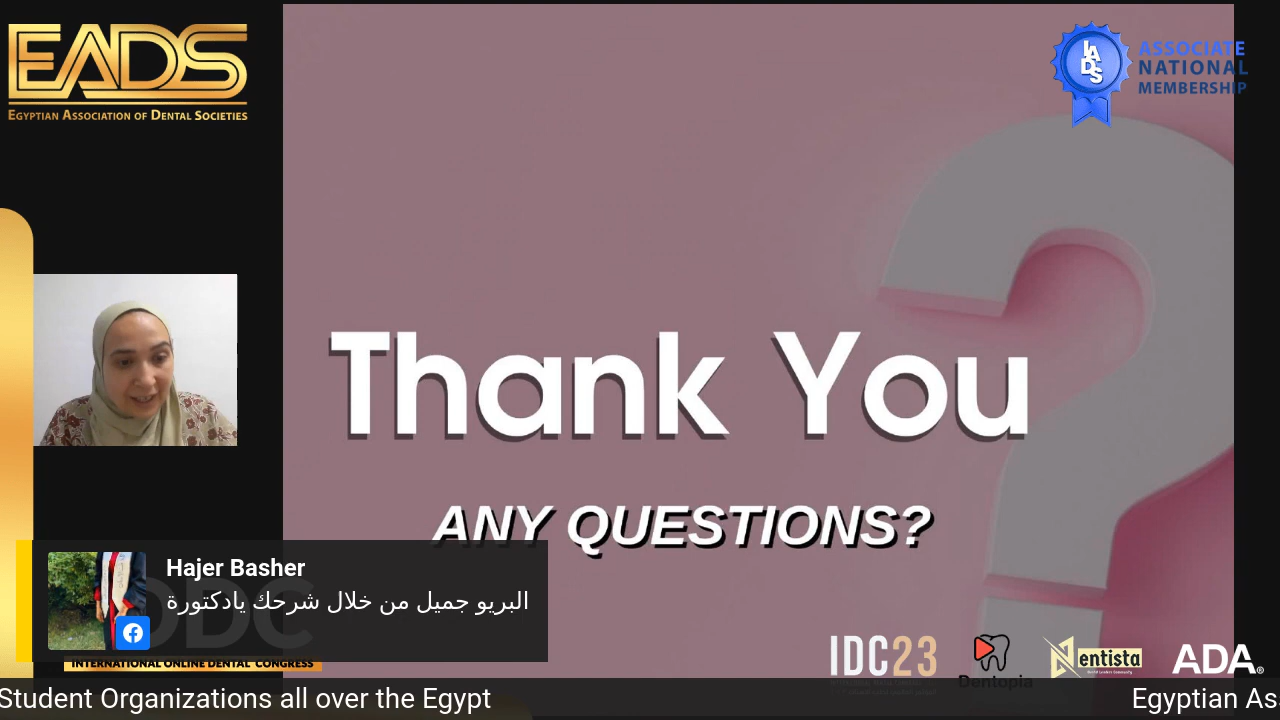 EADS
EGYPTIAN ASSOCIATION OF DENTAL SOCIETIES
IADS
ASSOCIATE
NATIONAL
MEMBERSHIP
Thank You
ANY QUESTIONS?
Hajer Basher
البريو جميل من خلال شرحك يادكتورة
INTERNATIONAL ONLINE DENTAL CONGRESS
IDC23
Dentopia
Dentista
ADA
Student Organizations all over the Egypt
Egyptian As